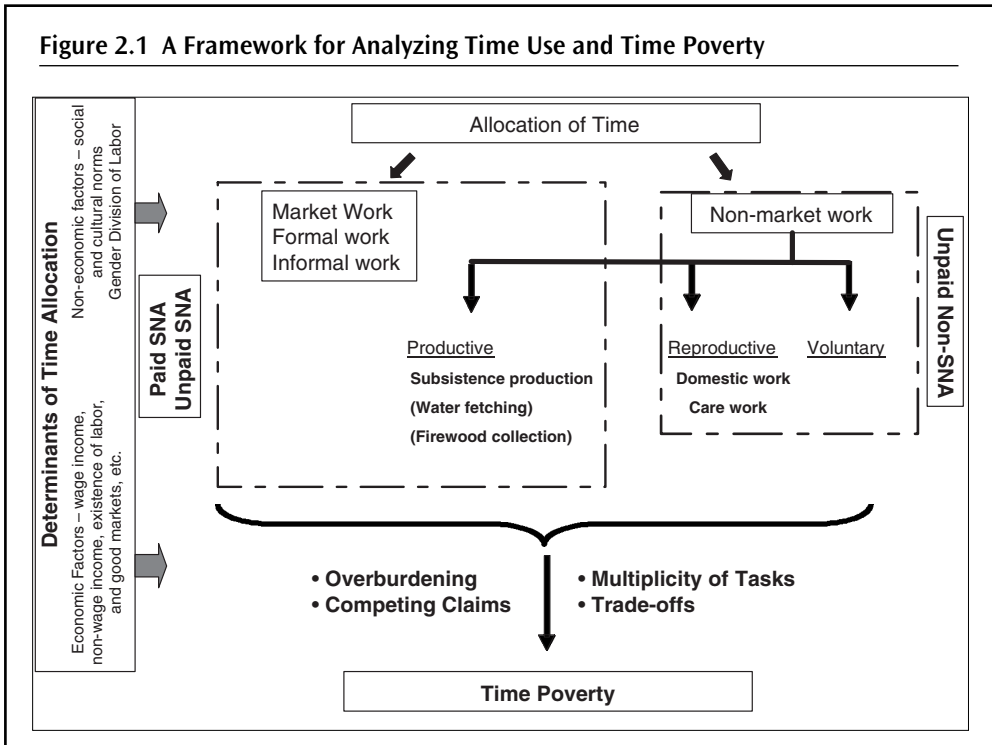 Figure 2.1 A Framework for Analyzing Time Use and Time Poverty
Determinants of Time Allocation
Non-economic factors – social
and cultural norms
Gender Division of Labor
Economic Factors – wage income,
non-wage income, existence of labor,
and good markets, etc.
Allocation of Time
Paid SNA
Unpaid SNA
Market Work
Formal work
Informal work
Non-market work
Unpaid Non-SNA
Productive
Subsistence production
(Water fetching)
(Firewood collection)
Reproductive
Domestic work
Care work
Voluntary
• Overburdening
• Competing Claims
• Multiplicity of Tasks
• Trade-offs
Time Poverty